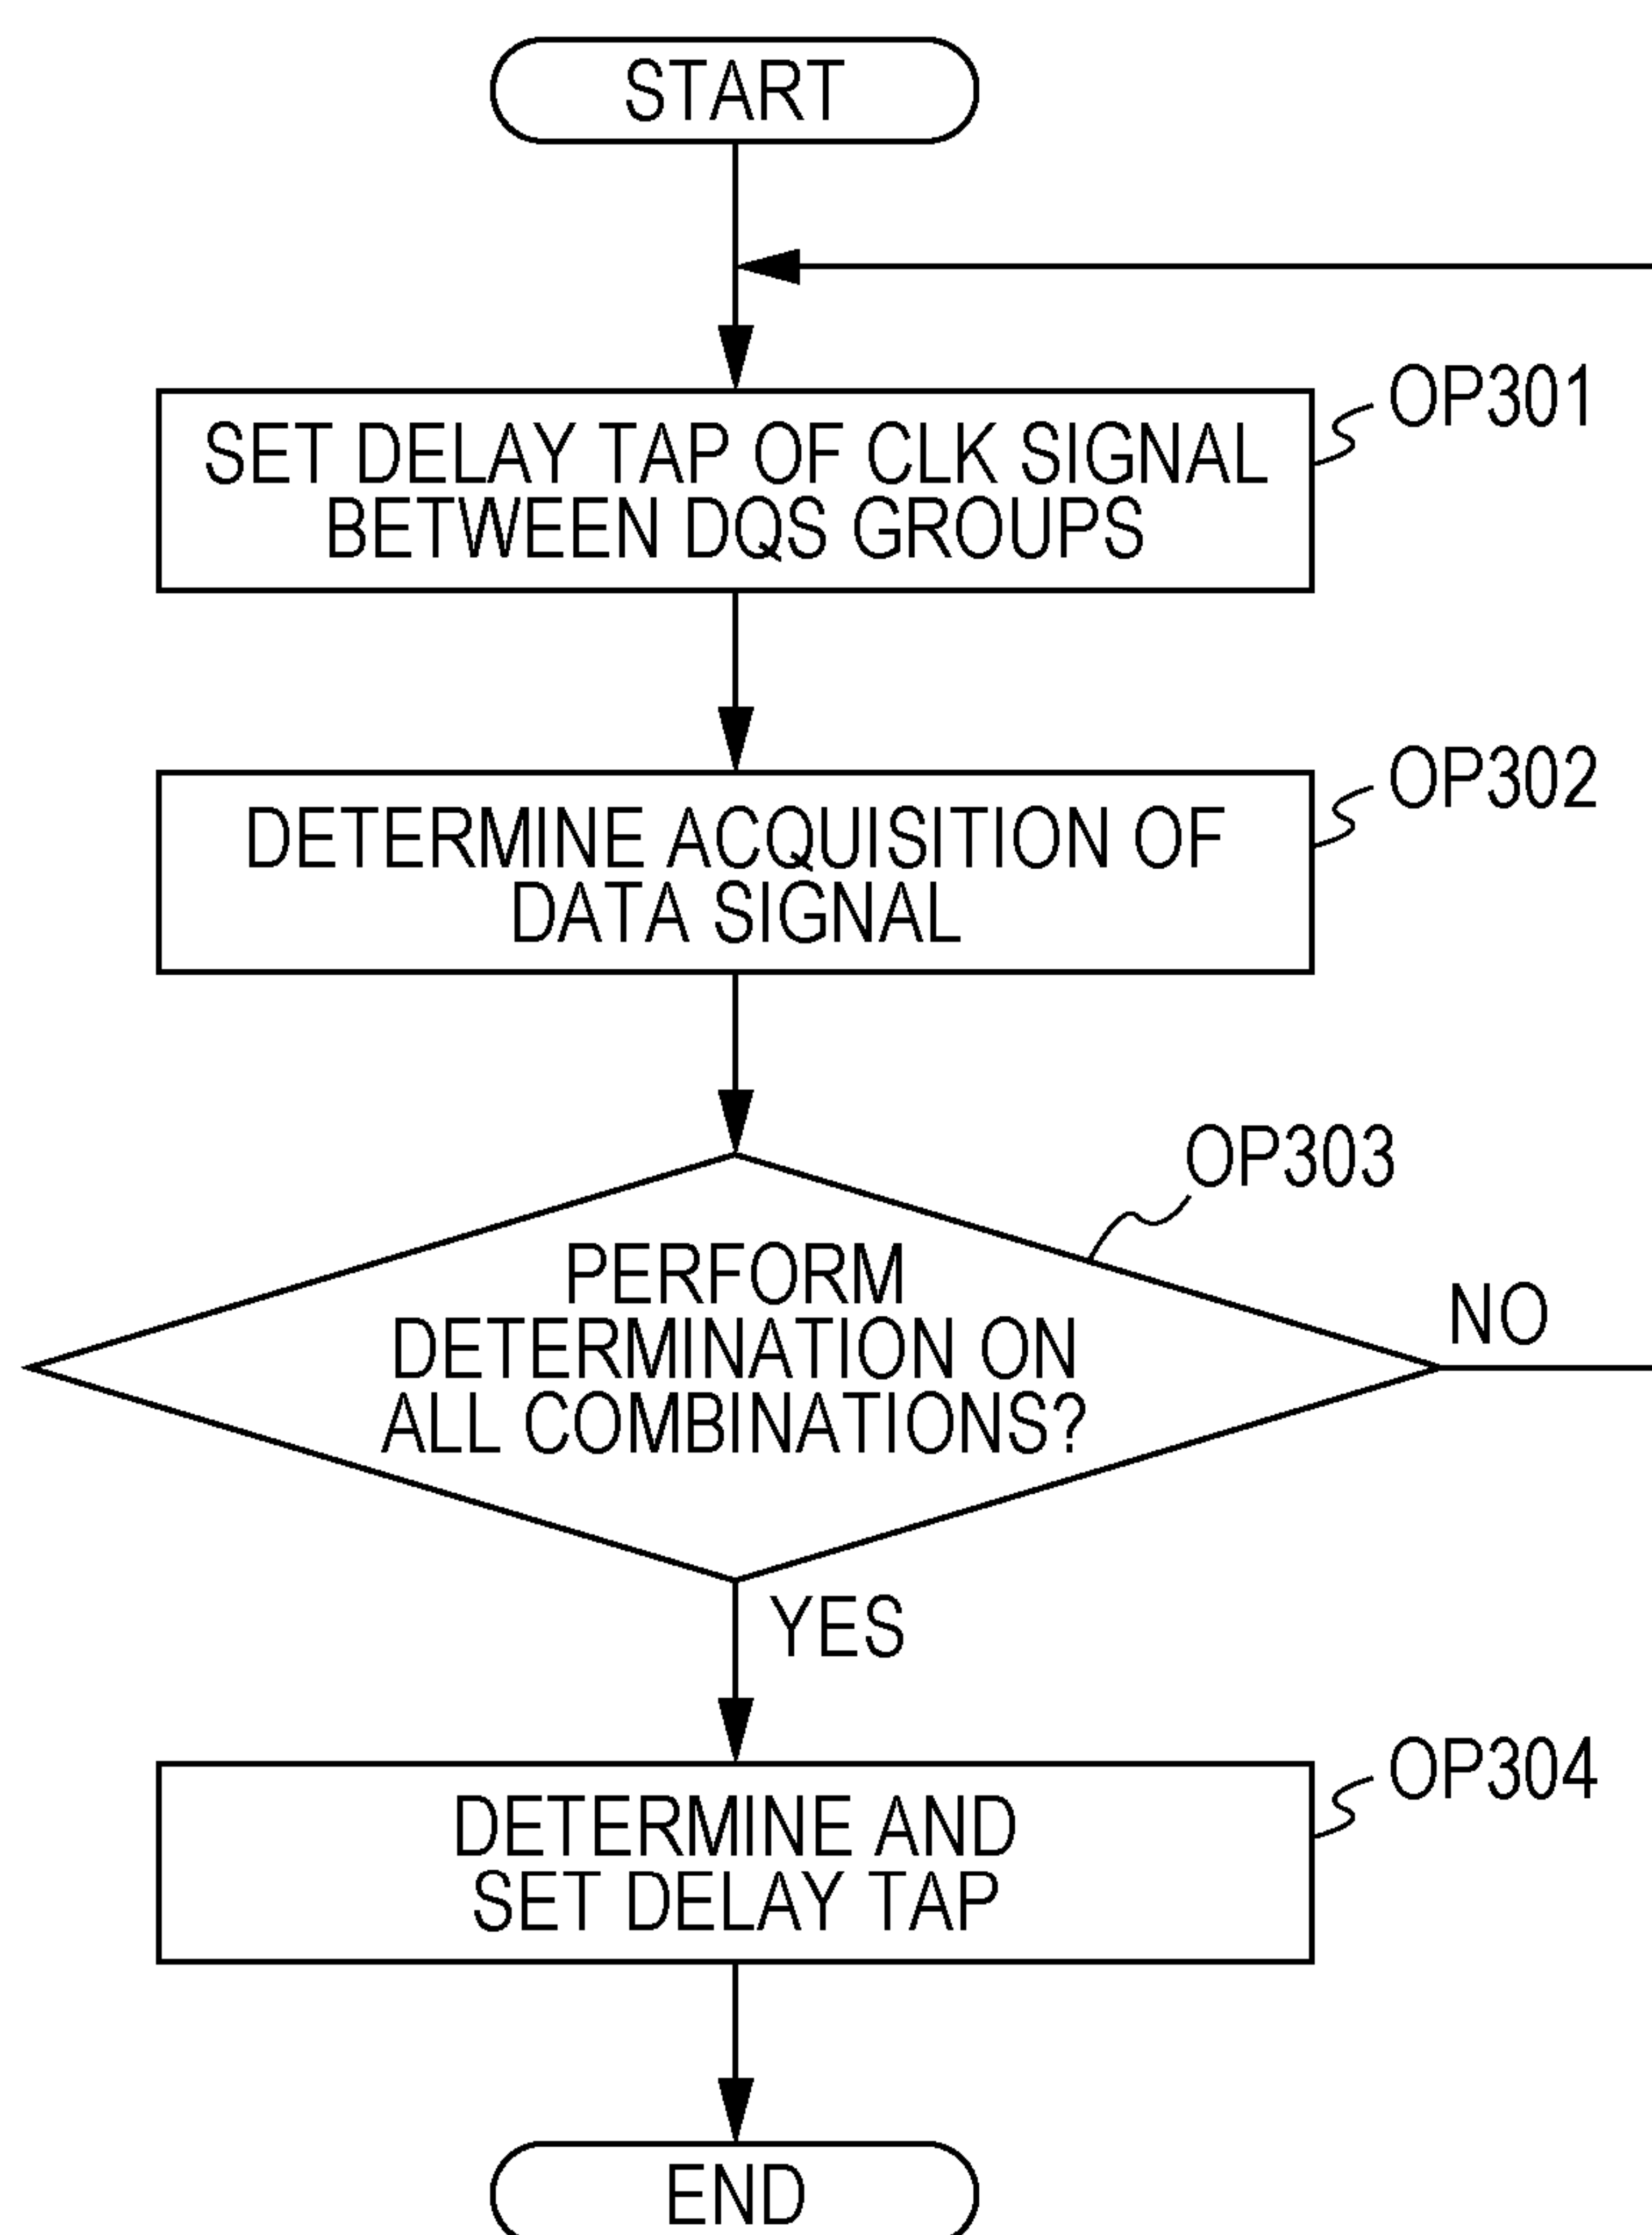 START
OP301
SET DELAY TAP OF CLK SIGNAL
BETWEEN DQS GROUPS
OP302
DETERMINE ACQUISITION OF
DATA SIGNAL
OP303
PERFORM
DETERMINATION ON
ALL COMBINATIONS?
NO
YES
OP304
DETERMINE AND
SET DELAY TAP
END